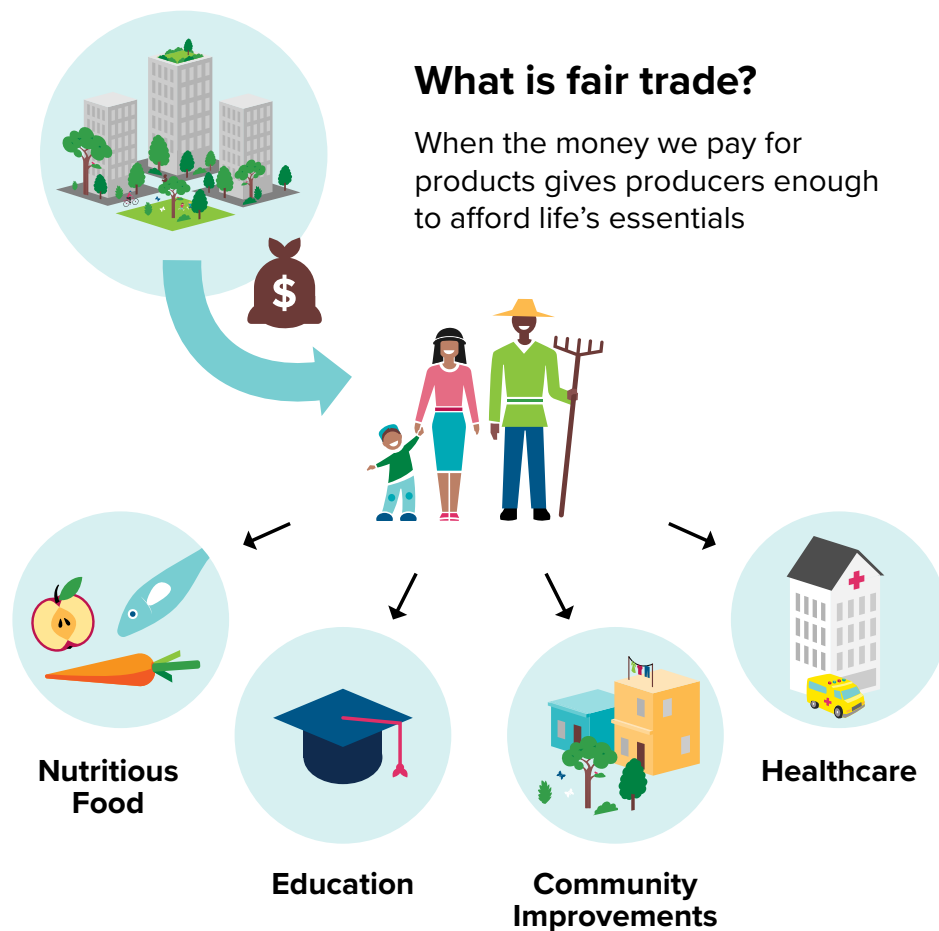 What is fair trade?
When the money we pay for
products gives producers enough
to afford life’s essentials
$
Nutritious
Food
Education
Community
Improvements
Healthcare